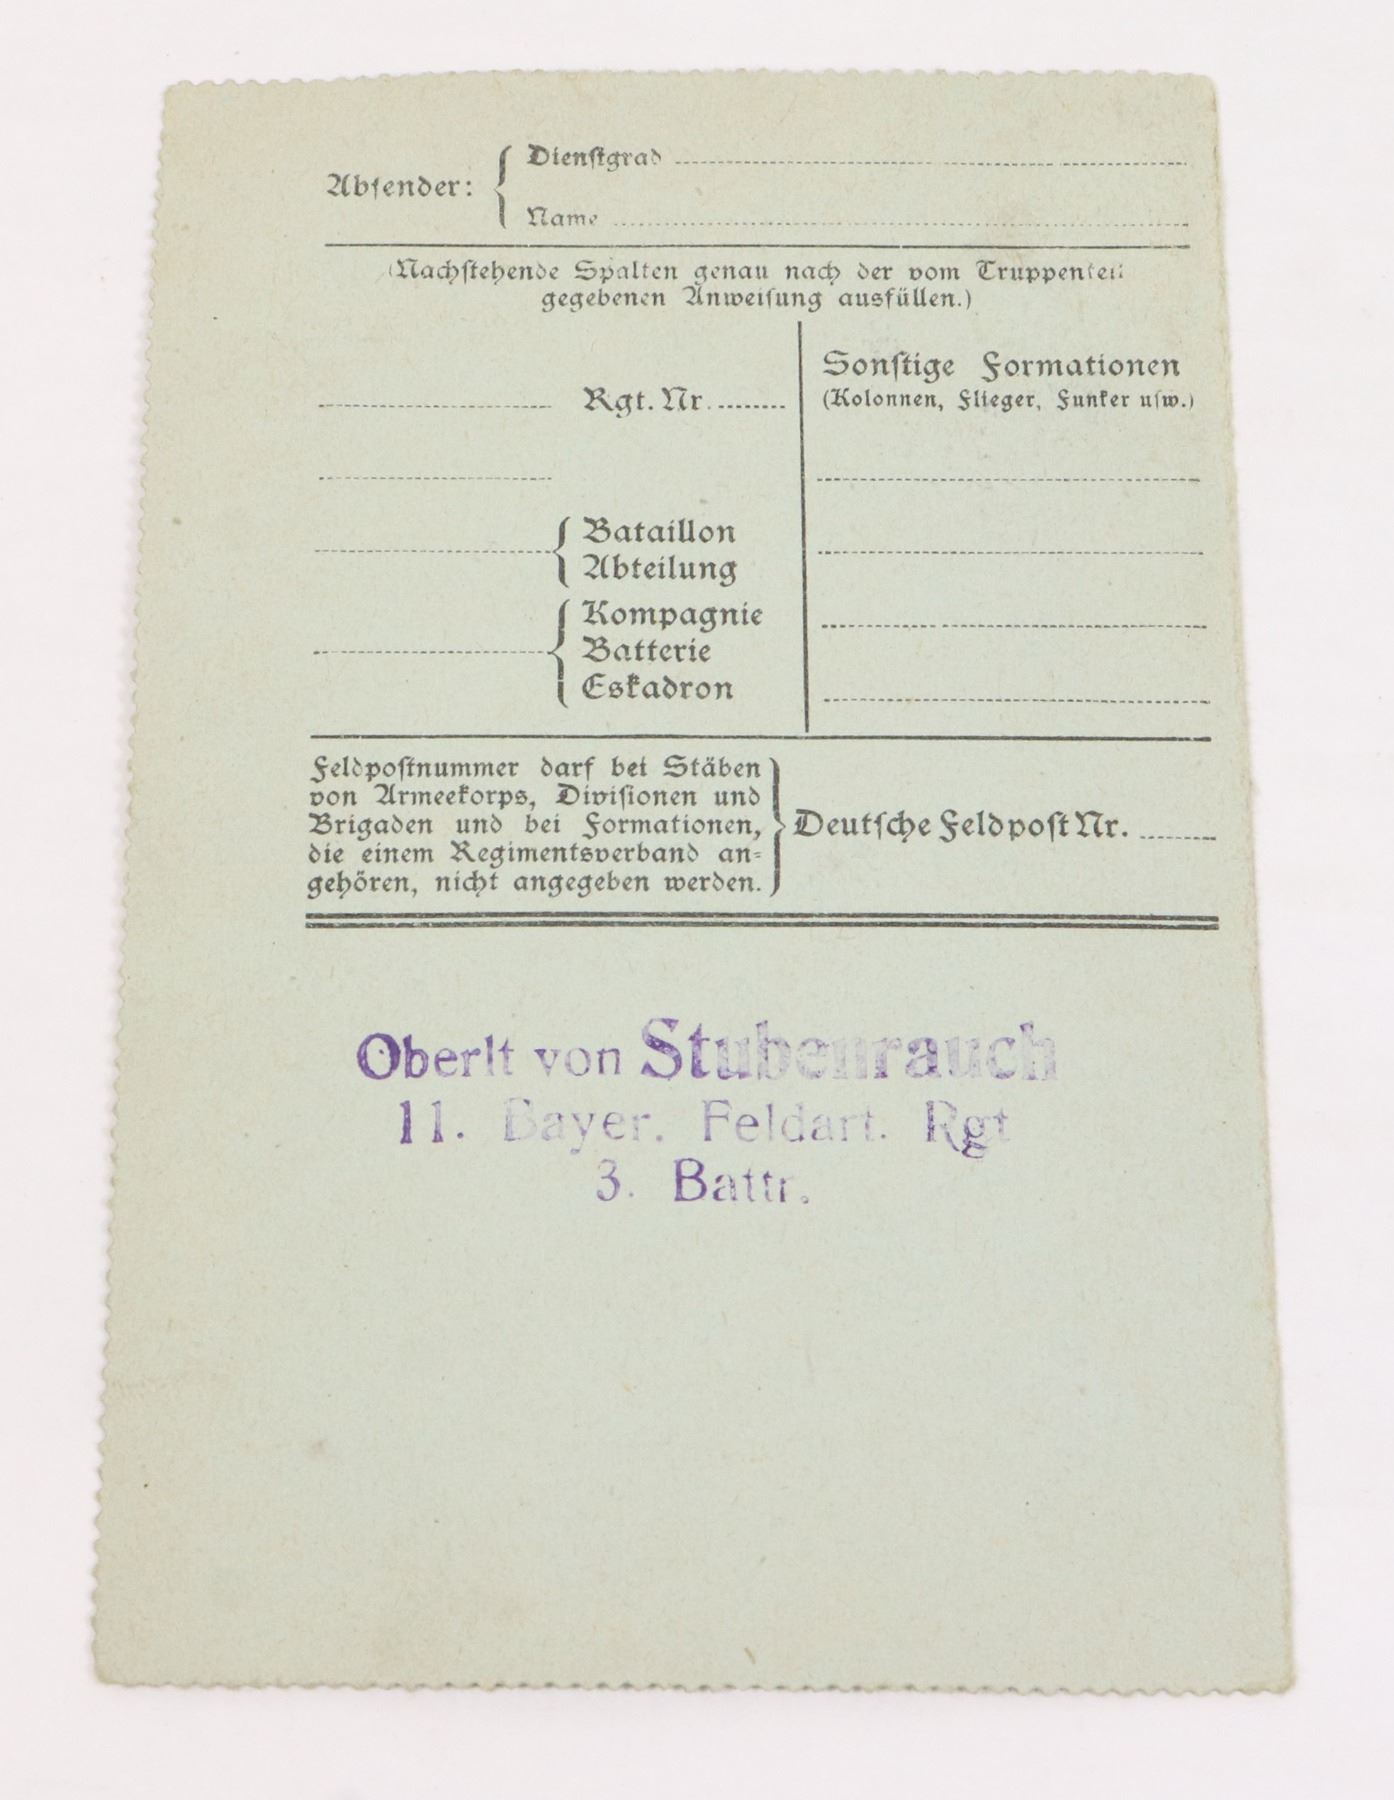 Absender: Dienstgrad
Name
(Nachstehende Spalten genau nach der vom Truppenteil
gegebenen Anweisung ausfüllen.)
Rgt. Nr.
Bataillon
Abteilung
Kompagnie
Batterie
Eskadron
Sonstige Formationen
(Kolonnen, Flieger, Funker usw.)
Feldpostnummer darf bei Stäben
von Armeekorps, Divisionen und
Brigaden und bei Formationen,
die einem Regimentsverband an-
gehören, nicht angegeben werden.
Deutsche Feldpost Nr.
Oberlt von Stubenrauch
11. Bayer. Feldart. Rgt
3. Battr.